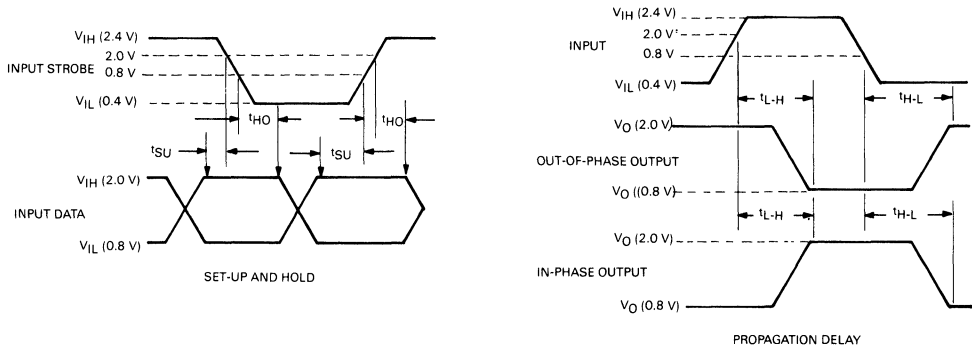 INPUT STROBE
VIH (2.4 V)
2.0 V
0.8 V
VIL (0.4 V)
tHO
tHO
tSU
tSU
INPUT DATA
VIH (2.0 V)
VIL (0.8 V)
SET-UP AND HOLD
INPUT
VIH (2.4 V)
2.0 V
0.8 V
VIL (0.4 V)
tL-H
tH-L
VO (2.0 V)
OUT-OF-PHASE OUTPUT
VO ((0.8 V)
tL-H
tH-L
VO (2.0 V)
IN-PHASE OUTPUT
VO (0.8 V)
PROPAGATION DELAY